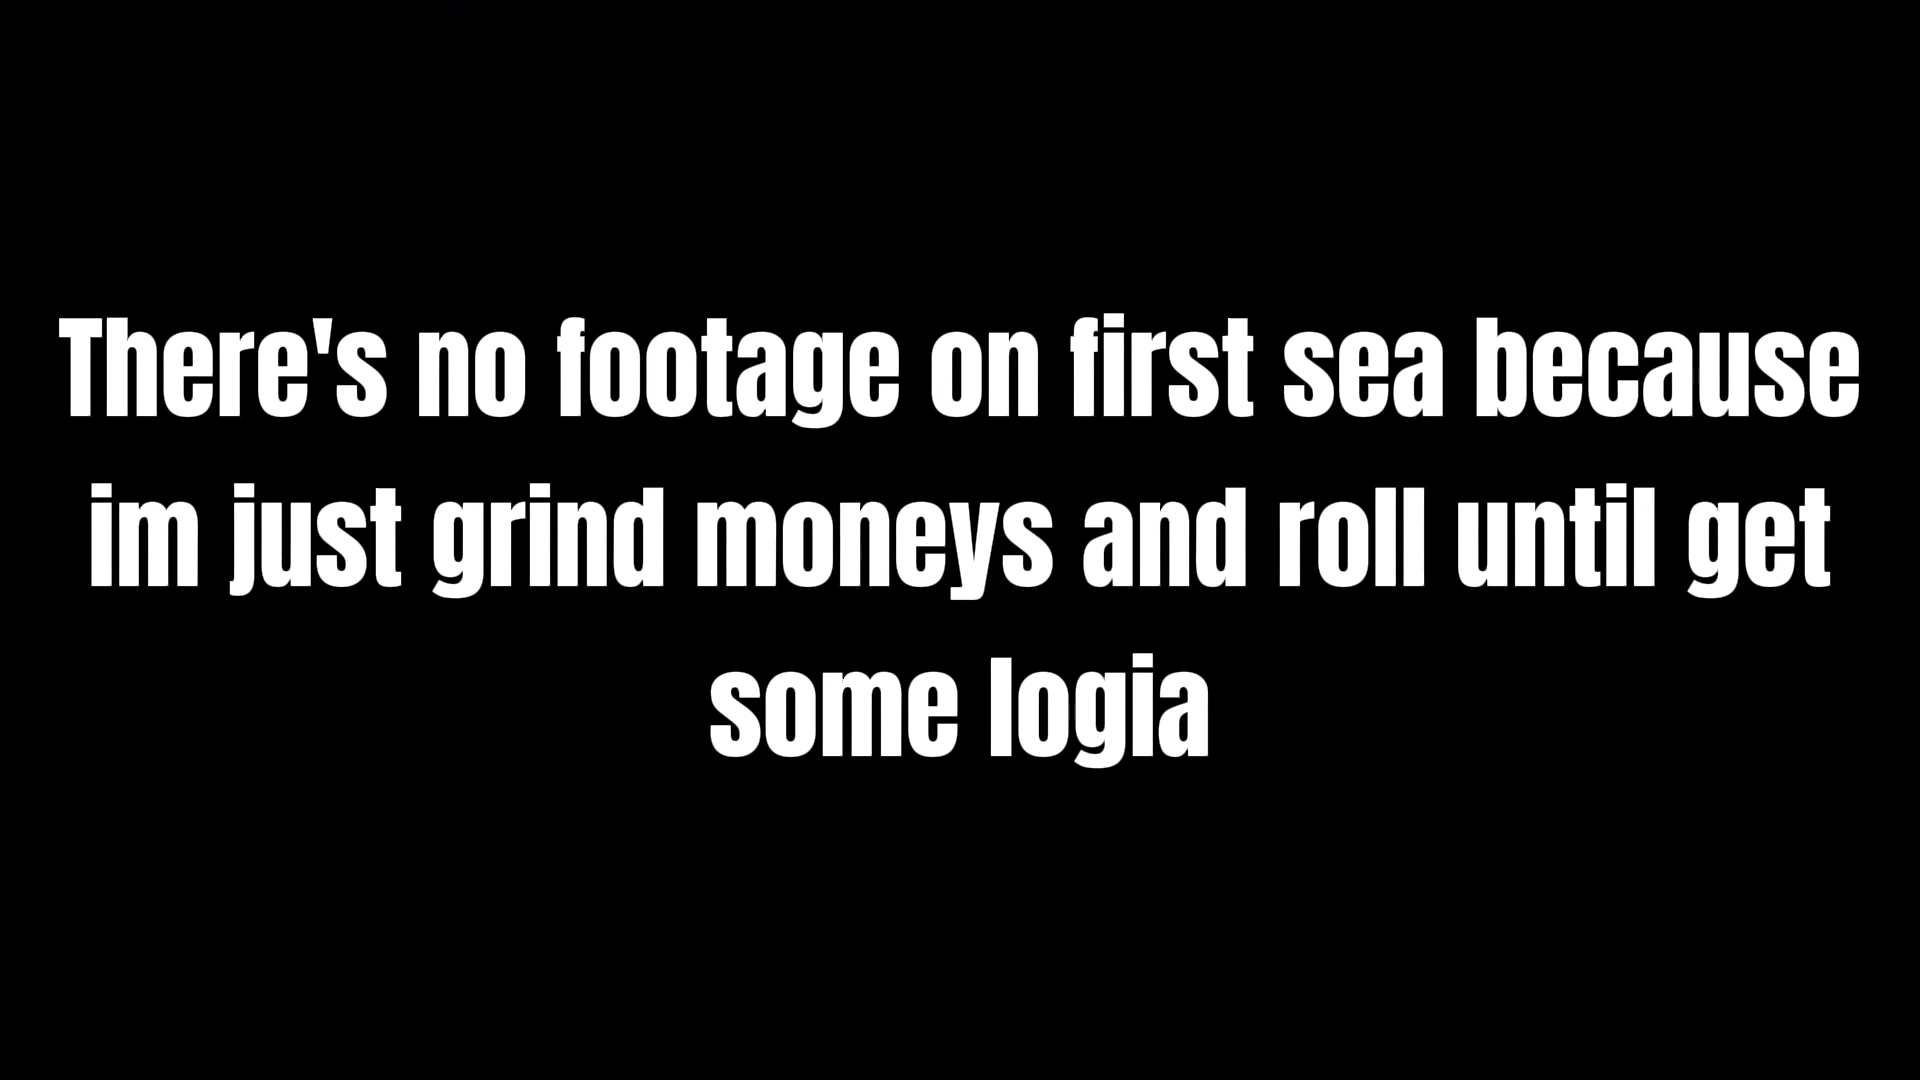 There's no footage on first sea because
im just grind moneys and roll until get
some logia